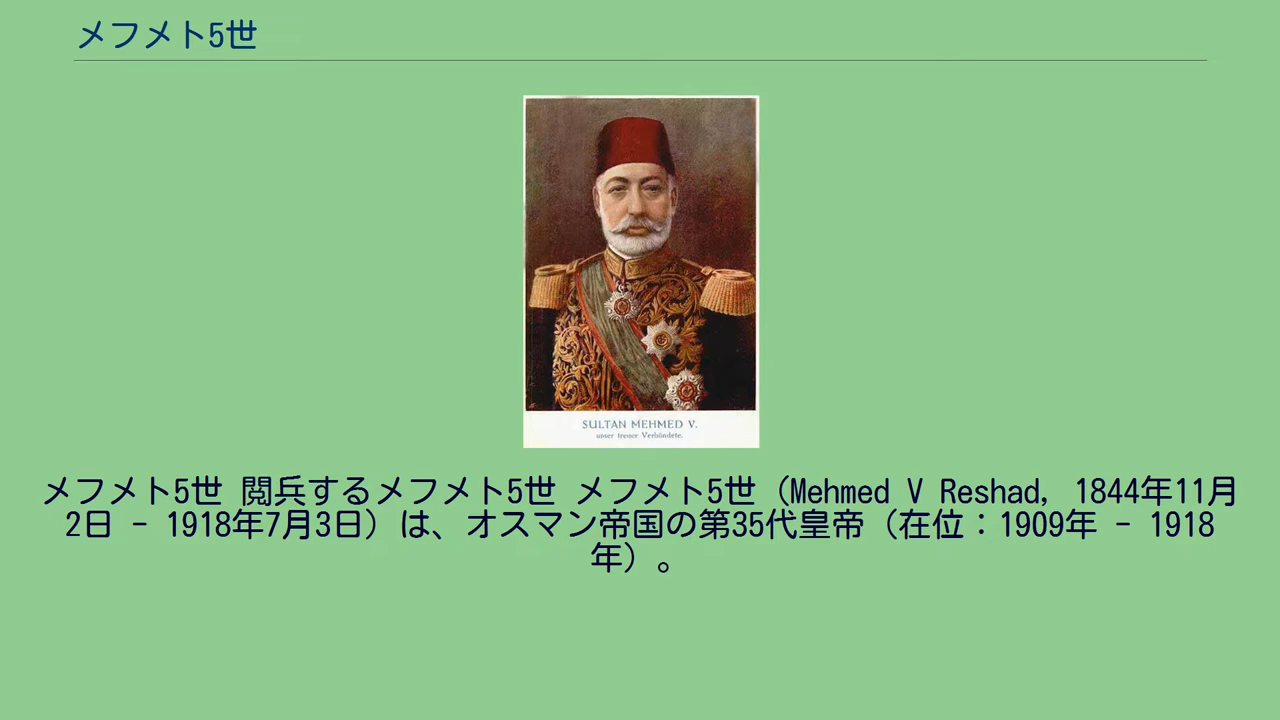 メフメト5世
SULTAN MEHMED V.
unser treuer Verbündete.
メフメト5世 閲兵するメフメト5世 メフメト5世（Mehmed V Reshad, 1844年11月
2日 - 1918年7月3日）は、オスマン帝国の第35代皇帝（在位：1909年 - 1918
年）。